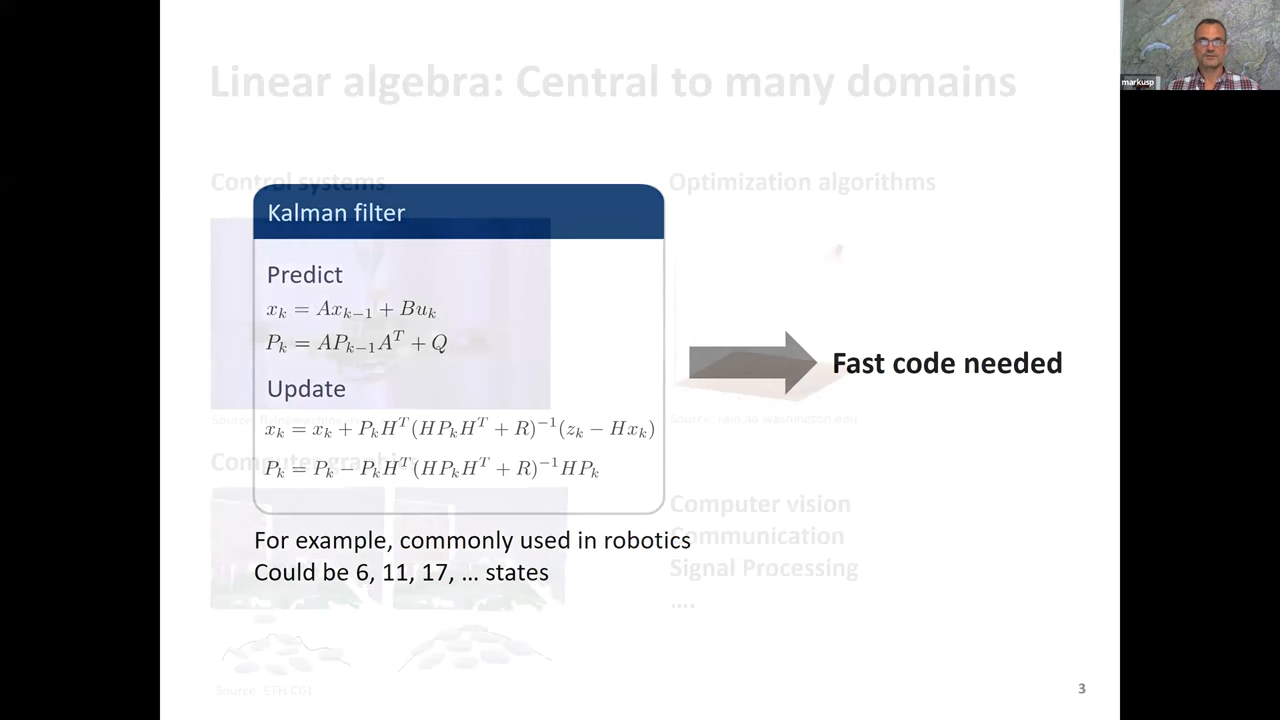 markusp
Linear algebra: Central to many domains
Control systems
Optimization algorithms
Kalman filter
Predict
x_k = Ax_{k−1} + Bu_k
P_k = AP_{k−1}A^T + Q
Update
x_k = x_k + P_kH^T(HP_kH^T + R)^{−1}(z_k − Hx_k)
P_k = P_k − P_kH^T(HP_kH^T + R)^{−1}HP_k
Fast code needed
Computer graphics
For example, commonly used in robotics
Could be 6, 11, 17, ... states
Computer vision
Communication
Signal Processing
....
Source: ETH CGL
3